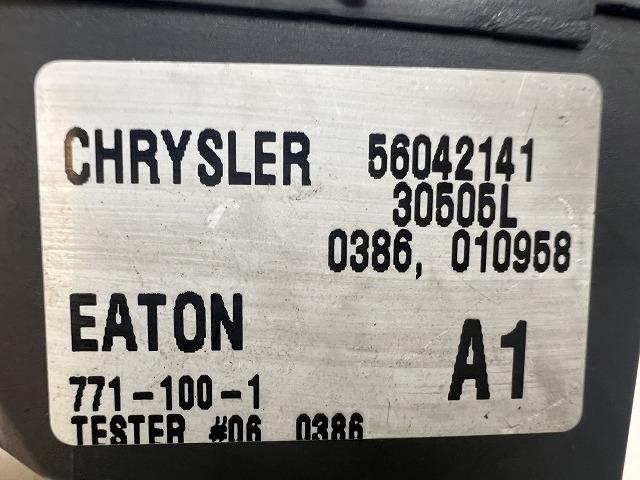 CHRYSLER 56042141
30505L
0386, 010958
EATON A1
771-100-1
TESTER #06 0386